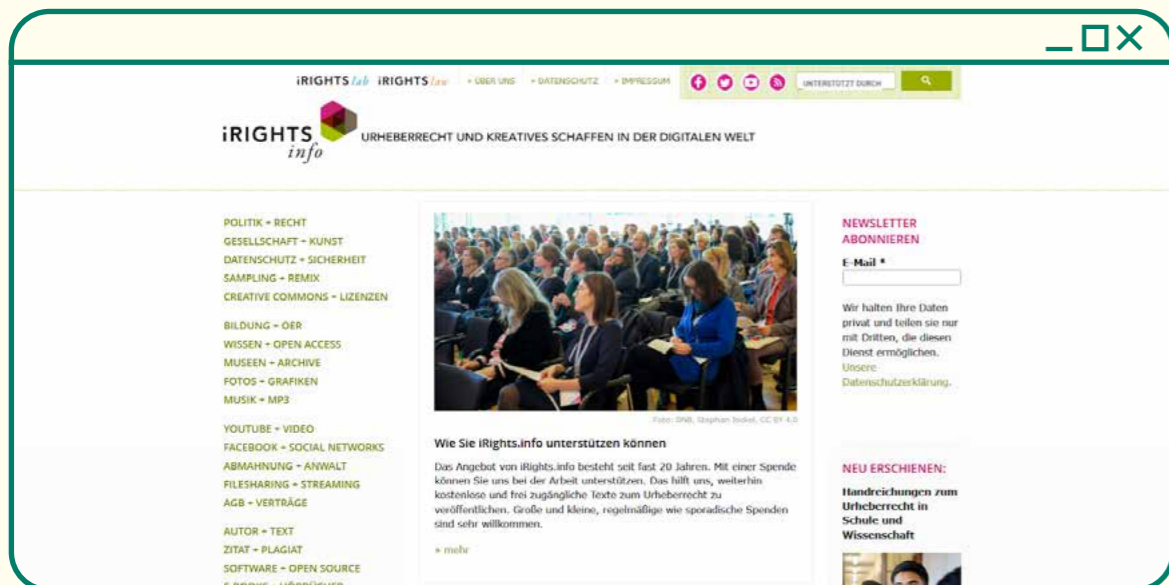 iRIGHTS lab iRIGHTS law » ÜBER UNS » DATENSCHUTZ » IMPRESSUM UNTERSTÜTZT DURCH
iRIGHTS
info
URHEBERRECHT UND KREATIVES SCHAFFEN IN DER DIGITALEN WELT
POLITIK + RECHT
GESELLSCHAFT + KUNST
DATENSCHUTZ + SICHERHEIT
SAMPLING + REMIX
CREATIVE COMMONS + LIZENZEN
BILDUNG + OER
WISSEN + OPEN ACCESS
MUSEEN + ARCHIVE
FOTOS + GRAFIKEN
MUSIK + MP3
YOUTUBE + VIDEO
FACEBOOK + SOCIAL NETWORKS
ABMAHNUNG + ANWALT
FILESHARING + STREAMING
AGB + VERTRÄGE
AUTOR + TEXT
ZITAT + PLAGIAT
SOFTWARE + OPEN SOURCE
E-BOOKS + HÖRBÜCHER
Foto: DNB, Stephan Jockel, CC BY 4.0
Wie Sie iRights.info unterstützen können
Das Angebot von iRights.info besteht seit fast 20 Jahren. Mit einer Spende
können Sie uns bei der Arbeit unterstützen. Das hilft uns, weiterhin
kostenlose und frei zugängliche Texte zum Urheberrecht zu
veröffentlichen. Große und kleine, regelmäßige wie sporadische Spenden
sind sehr willkommen.
» mehr
NEWSLETTER
ABONNIEREN
E-Mail *
Wir halten Ihre Daten
privat und teilen sie nur
mit Dritten, die diesen
Dienst ermöglichen.
Unsere
Datenschutzerklärung.
NEU ERSCHIENEN:
Handreichungen zum
Urheberrecht in
Schule und
Wissenschaft